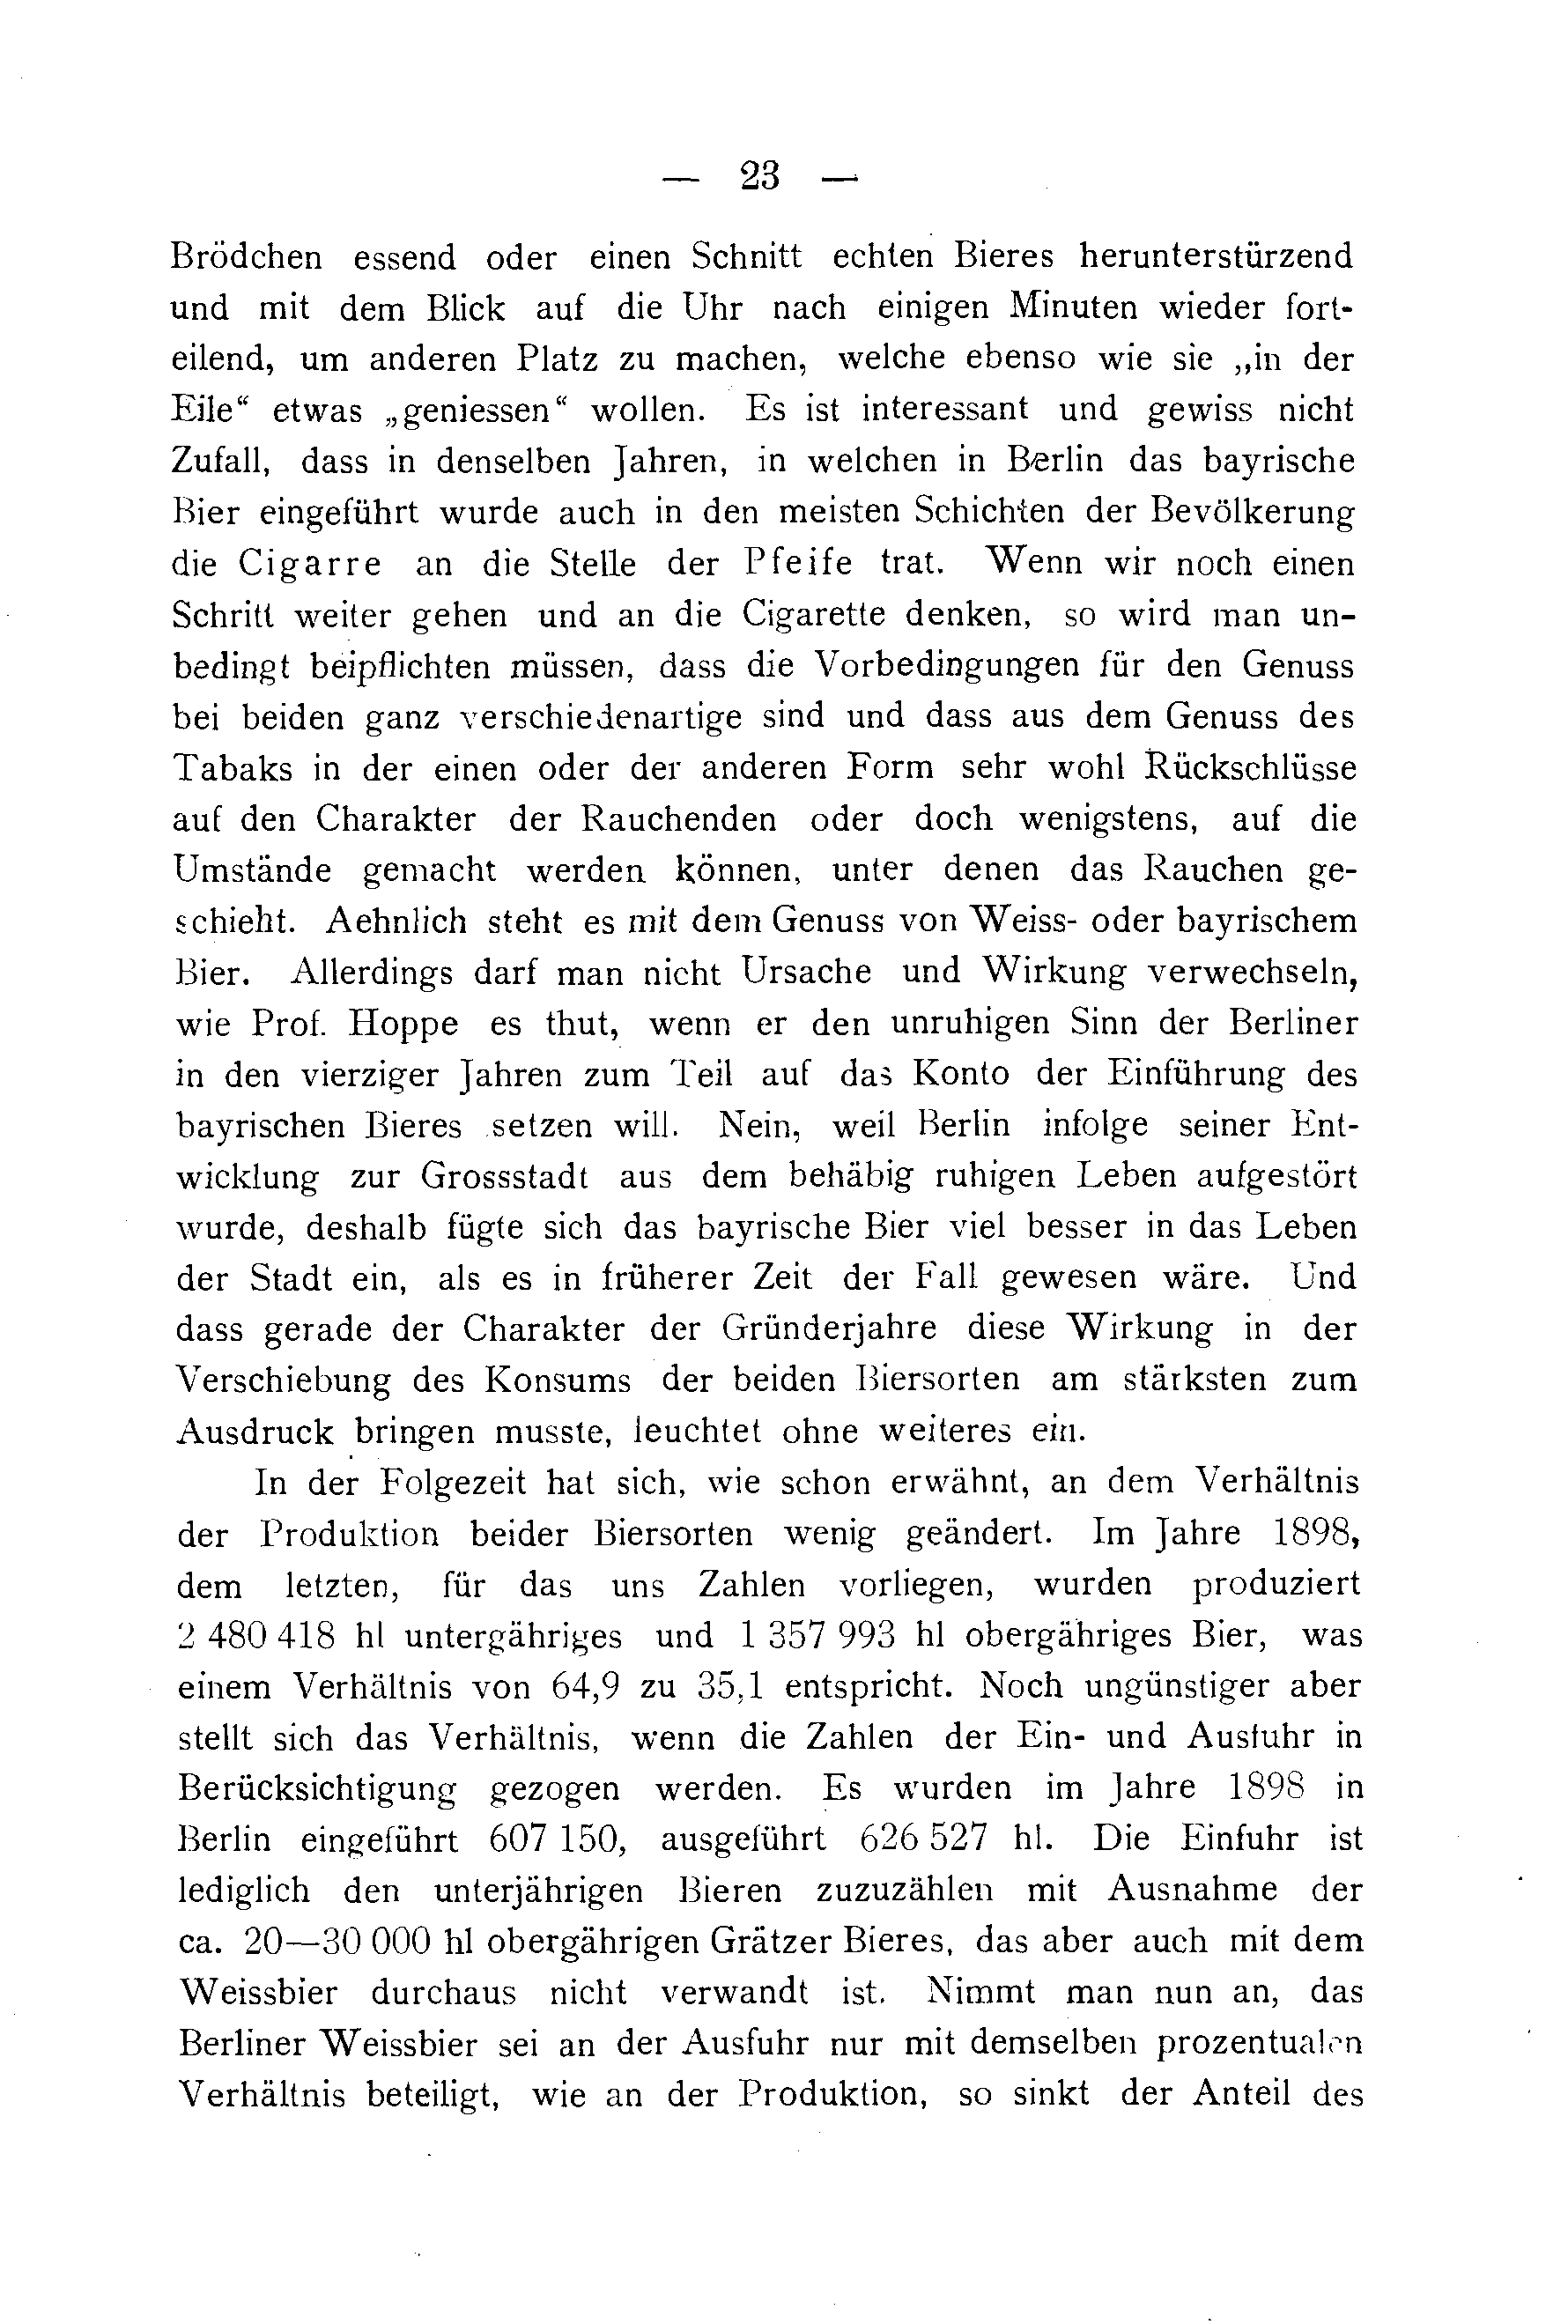 — 23 —
Brödchen essend oder einen Schnitt echten Bieres herunterstürzend
und mit dem Blick auf die Uhr nach einigen Minuten wieder fort-
eilend, um anderen Platz zu machen, welche ebenso wie sie „in der
Eile“ etwas „geniessen“ wollen. Es ist interessant und gewiss nicht
Zufall, dass in denselben Jahren, in welchen in Berlin das bayrische
Bier eingeführt wurde auch in den meisten Schichten der Bevölkerung
die Cigarre an die Stelle der Pfeife trat. Wenn wir noch einen
Schritt weiter gehen und an die Cigarette denken, so wird man un-
bedingt beipflichten müssen, dass die Vorbedingungen für den Genuss
bei beiden ganz verschiedenartige sind und dass aus dem Genuss des
Tabaks in der einen oder der anderen Form sehr wohl Rückschlüsse
auf den Charakter der Rauchenden oder doch wenigstens, auf die
Umstände gemacht werden können, unter denen das Rauchen ge-
schieht. Aehnlich steht es mit dem Genuss von Weiss- oder bayrischem
Bier. Allerdings darf man nicht Ursache und Wirkung verwechseln,
wie Prof. Hoppe es thut, wenn er den unruhigen Sinn der Berliner
in den vierziger Jahren zum Teil auf das Konto der Einführung des
bayrischen Bieres setzen will. Nein, weil Berlin infolge seiner Ent-
wicklung zur Grossstadt aus dem behäbig ruhigen Leben aufgestört
wurde, deshalb fügte sich das bayrische Bier viel besser in das Leben
der Stadt ein, als es in früherer Zeit der Fall gewesen wäre. Und
dass gerade der Charakter der Gründerjahre diese Wirkung in der
Verschiebung des Konsums der beiden Biersorten am stärksten zum
Ausdruck bringen musste, leuchtet ohne weiteres ein.
In der Folgezeit hat sich, wie schon erwähnt, an dem Verhältnis
der Produktion beider Biersorten wenig geändert. Im Jahre 1898,
dem letzten, für das uns Zahlen vorliegen, wurden produziert
2 480 418 hl untergähriges und 1 357 993 hl obergähriges Bier, was
einem Verhältnis von 64,9 zu 35,1 entspricht. Noch ungünstiger aber
stellt sich das Verhältnis, wenn die Zahlen der Ein- und Ausfuhr in
Berücksichtigung gezogen werden. Es wurden im Jahre 1898 in
Berlin eingeführt 607 150, ausgeführt 626 527 hl. Die Einfuhr ist
lediglich den unterjährigen Bieren zuzuzählen mit Ausnahme der
ca. 20—30 000 hl obergährigen Grätzer Bieres, das aber auch mit dem
Weissbier durchaus nicht verwandt ist. Nimmt man nun an, das
Berliner Weissbier sei an der Ausfuhr nur mit demselben prozentualen
Verhältnis beteiligt, wie an der Produktion, so sinkt der Anteil des